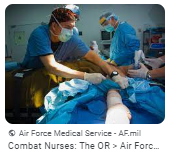 Air Force Medical Service - AF.mil
Combat Nurses: The OR > Air Forc...